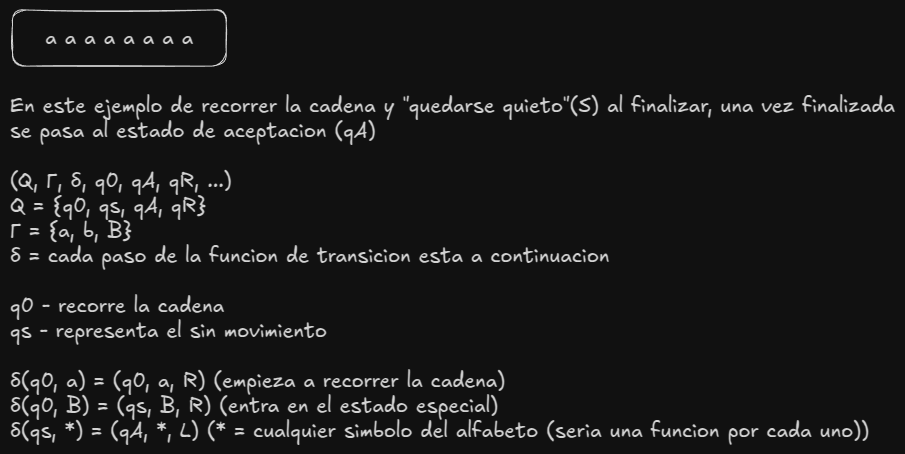 a a a a a a a a
En este ejemplo de recorrer la cadena y "quedarse quieto"(S) al finalizar, una vez finalizada
se pasa al estado de aceptacion (qA)
(Q, Γ, δ, q0, qA, qR, ...)
Q = {q0, qs, qA, qR}
Γ = {a, b, B}
δ = cada paso de la funcion de transicion esta a continuacion
q0 - recorre la cadena
qs - representa el sin movimiento
δ(q0, a) = (q0, a, R) (empieza a recorrer la cadena)
δ(q0, B) = (qs, B, R) (entra en el estado especial)
δ(qs, *) = (qA, *, L) (* = cualquier simbolo del alfabeto (seria una funcion por cada uno))